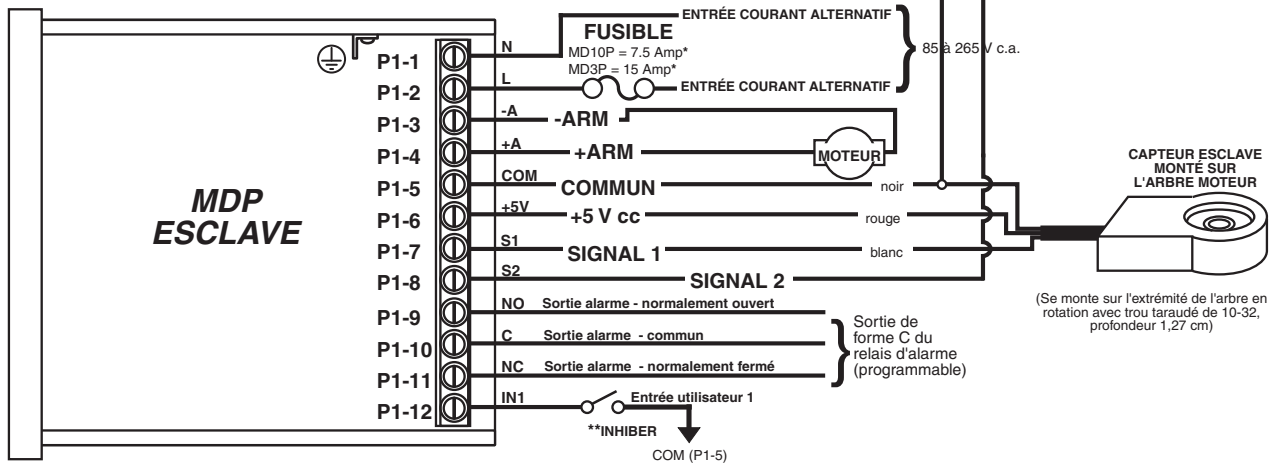 N
ENTRÉE COURANT ALTERNATIF
FUSIBLE
P1-1
MD10P = 7.5 Amp*
85 à 265 V c.a.
MD3P = 15 Amp*
P1-2
L
ENTRÉE COURANT ALTERNATIF
P1-3
-A
-ARM
P1-4
+A
+ARM
MOTEUR
CAPTEUR ESCLAVE
MONTÉ SUR
L'ARBRE MOTEUR
P1-5
COM
COMMUN
noir
MDP
ESCLAVE
P1-6
+5V
+5 V cc
rouge
P1-7
S1
SIGNAL 1
blanc
P1-8
S2
SIGNAL 2
(Se monte sur l'extrémité de l'arbre en
rotation avec trou taraudé de 10-32,
profondeur 1,27 cm)
P1-9
NO
Sortie alarme - normalement ouvert
P1-10
C
Sortie alarme - commun
Sortie de
forme C du
relais d'alarme
(programmable)
P1-11
NC
Sortie alarme - normalement fermé
P1-12
IN1
Entrée utilisateur 1
**INHIBER
COM (P1-5)